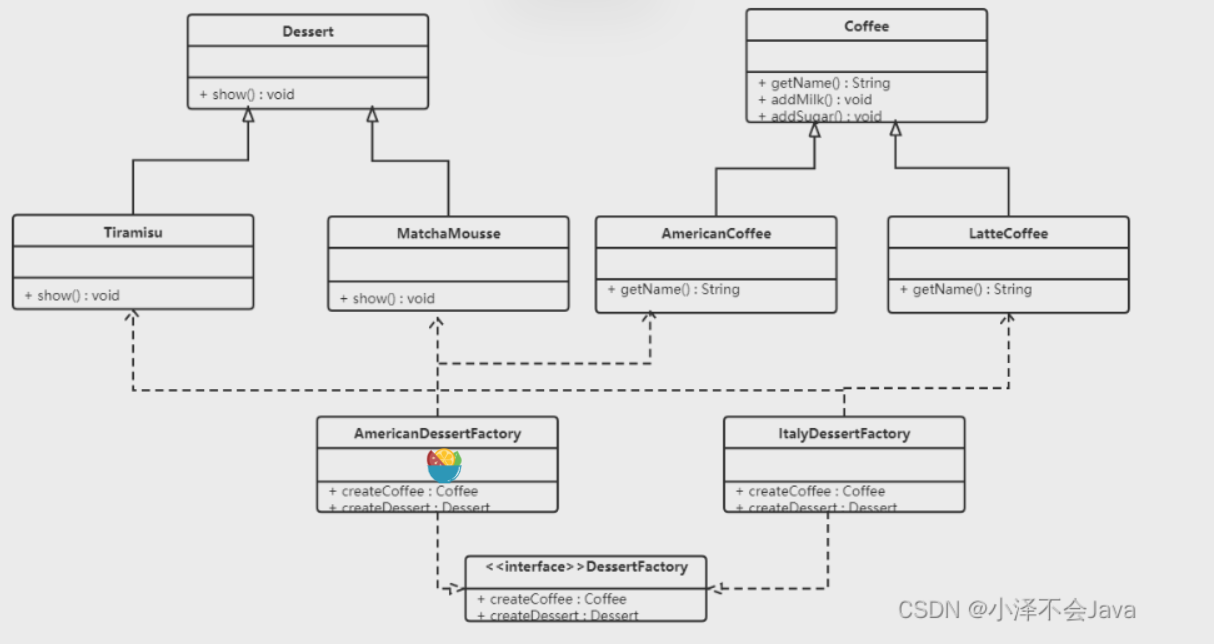 Dessert
+ show() : void
Coffee
+ getName() : String
+ addMilk() : void
+ addSugar() : void
Tiramisu
+ show() : void
MatchaMousse
+ show() : void
AmericanCoffee
+ getName() : String
LatteCoffee
+ getName() : String
AmericanDessertFactory
+ createCoffee : Coffee
+ createDessert : Dessert
ItalyDessertFactory
+ createCoffee : Coffee
+ createDessert : Dessert
<<interface>>DessertFactory
+ createCoffee : Coffee
+ createDessert : Dessert
CSDN @小泽不会Java